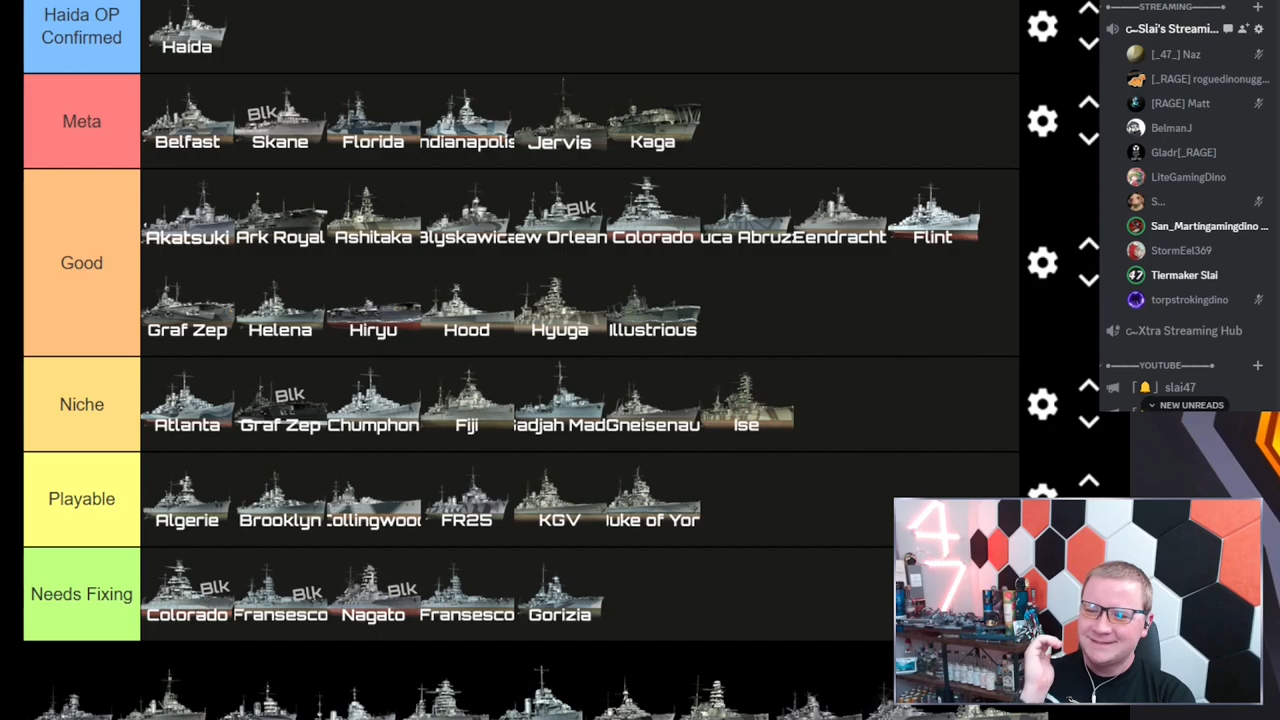 Haida OP
Confirmed
Haida
Meta
Belfast
Blk
Skane
Florida
ndianapolis
Jervis
Kaga
Good
Akatsuki
Ark Royal
Ashitaka
Blyskawica
Blk
ew Orlean
Colorado
uca Abruzz
Eendracht
Flint
Graf Zep
Helena
Hiryu
Hood
Hyuga
Illustrious
Niche
Atlanta
Blk
Graf Zep
Chumphon
Fiji
adjah Mad
Gneisenau
Ise
Playable
Algerie
Brooklyn
Collingwood
FR25
KGV
uke of Yor
Needs Fixing
Blk
Colorado
Blk
Fransesco
Blk
Nagato
Fransesco
Gorizia
STREAMING
Slai's Streami...
[_47_] Naz
[_RAGE] roguedinonugg...
[RAGE] Matt
BelmanJ
Gladr[_RAGE]
LiteGamingDino
S...
San_Martingamingdino ...
47 Tiermaker Slai
StormEel369
torpstrokingdino
Xtra Streaming Hub
YOUTUBE
[🔔] slai47
NEW UNREADS
47